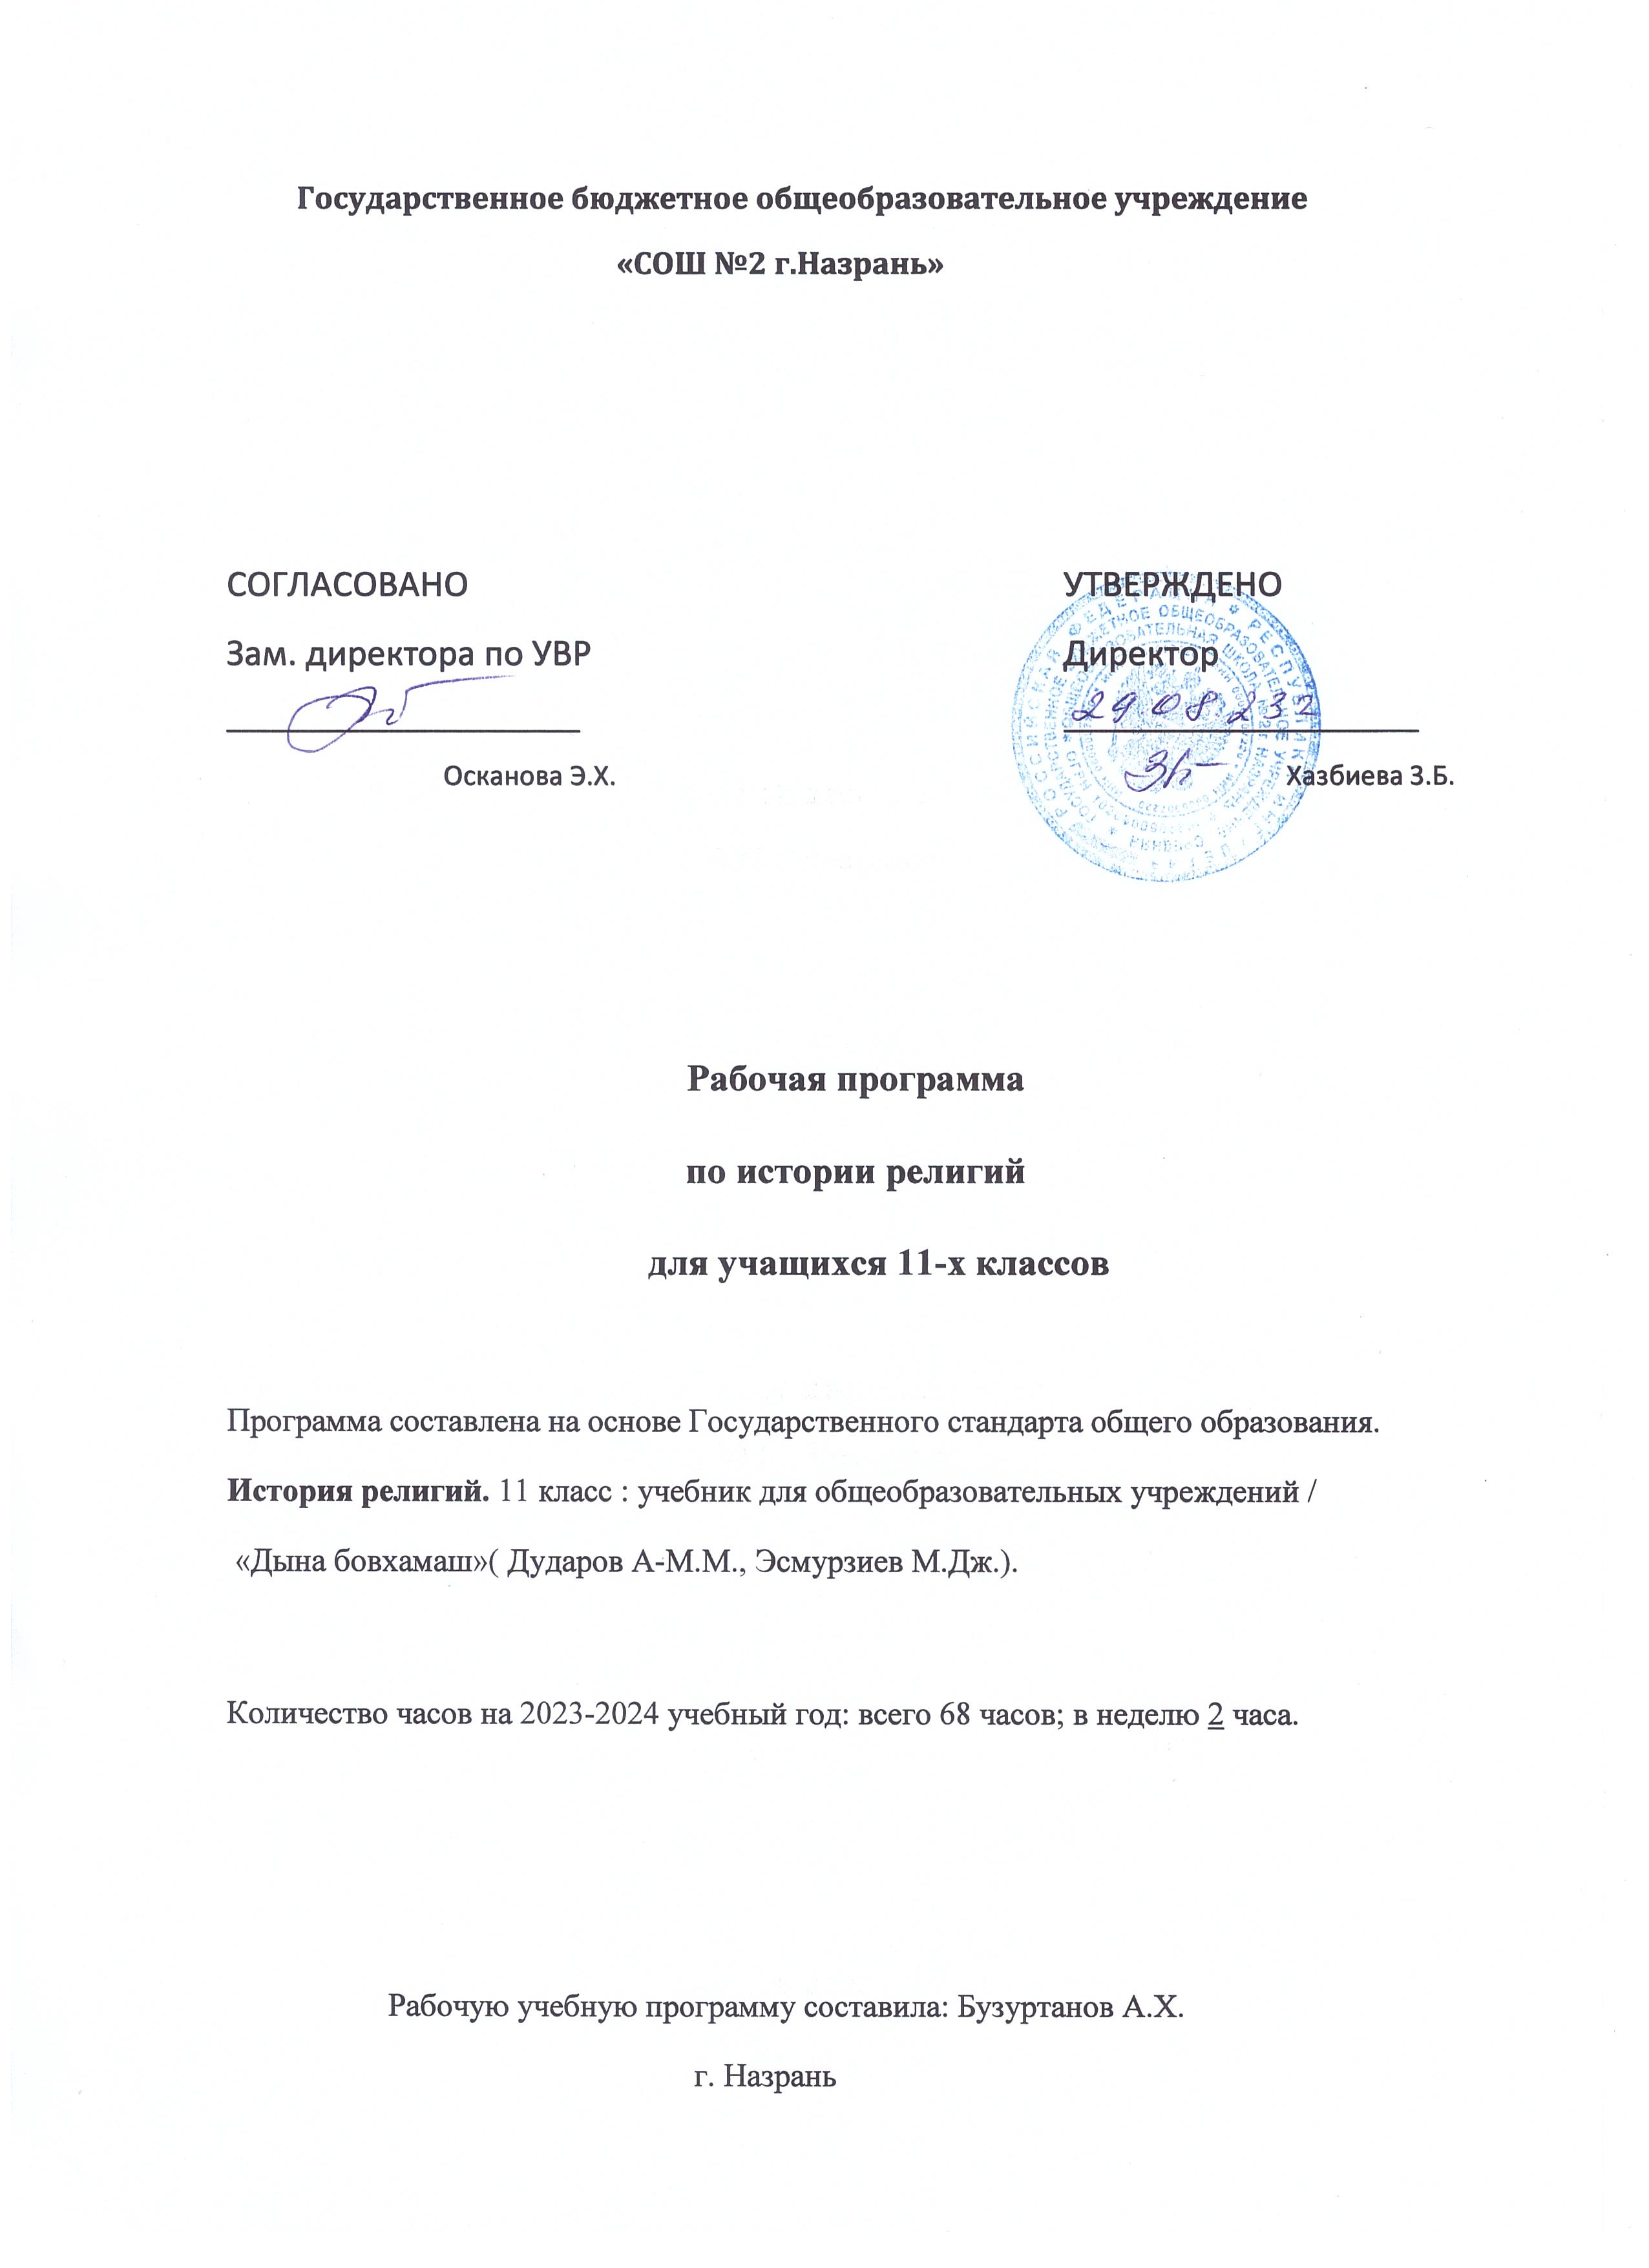 Государственное бюджетное общеобразовательное учреждение
«СОШ №2 г.Назрань»
СОГЛАСОВАНО
Зам. директора по УВР
Осканова Э.Х.
УТВЕРЖДЕНО
Директор
29 08 23 г
Хазбиева З.Б.
Рабочая программа
по истории религий
для учащихся 11-х классов
Программа составлена на основе Государственного стандарта общего образования.
История религий. 11 класс : учебник для общеобразовательных учреждений /
«Дына бовхамаш»( Дударов А-М.М., Эсмурзиев М.Дж.).
Количество часов на 2023-2024 учебный год: всего 68 часов; в неделю 2 часа.
Рабочую учебную программу составила: Бузуртанов А.Х.
г. Назрань